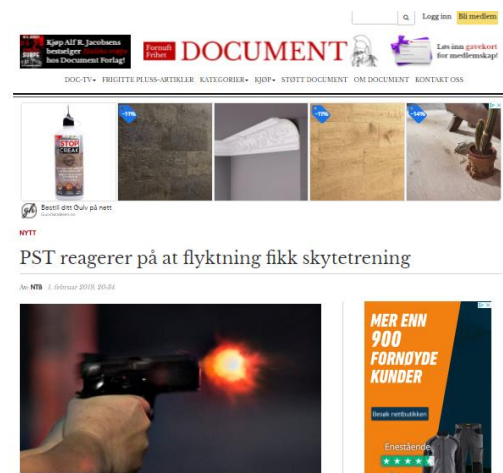 Logg inn Bli medlem
Kjøp Alf R. Jacobsens
bestselger
hos Document Forlag!
Fornuft
Frihet
DOCUMENT
Løs inn gavekort
for medlemskap!
DOC-TV FRIGITTE PLUSS-ARTIKLER KATEGORIER KJØP STØTT DOCUMENT OM DOCUMENT KONTAKT OSS
STOP
CREAK
-11%
-11%
-14%
gh
Bestill ditt Gulv på nett
NYTT
PST reagerer på at flyktning fikk skytetrening
Av: NTB 1. februar 2019, 20:34
MER ENN
900
FORNØYDE
KUNDER
Besøk nettbutikken
Enestående